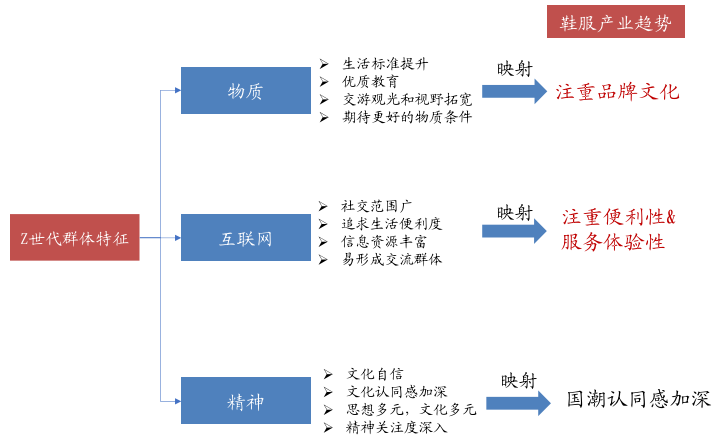 鞋服产业趋势
Z世代群体特征
物质
➢ 生活标准提升
➢ 优质教育
➢ 交游观光和视野拓宽
➢ 期待更好的物质条件
映射
注重品牌文化
互联网
➢ 社交范围广
➢ 追求生活便利度
➢ 信息资源丰富
➢ 易形成交流群体
映射
注重便利性&
服务体验性
精神
➢ 文化自信
➢ 文化认同感加深
➢ 思想多元，文化多元
➢ 精神关注度深入
映射
国潮认同感加深